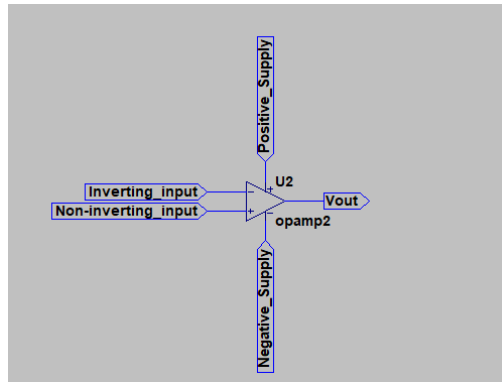 Positive_Supply
U2
Inverting_input
Non-inverting_input
Vout
opamp2
Negative_Supply